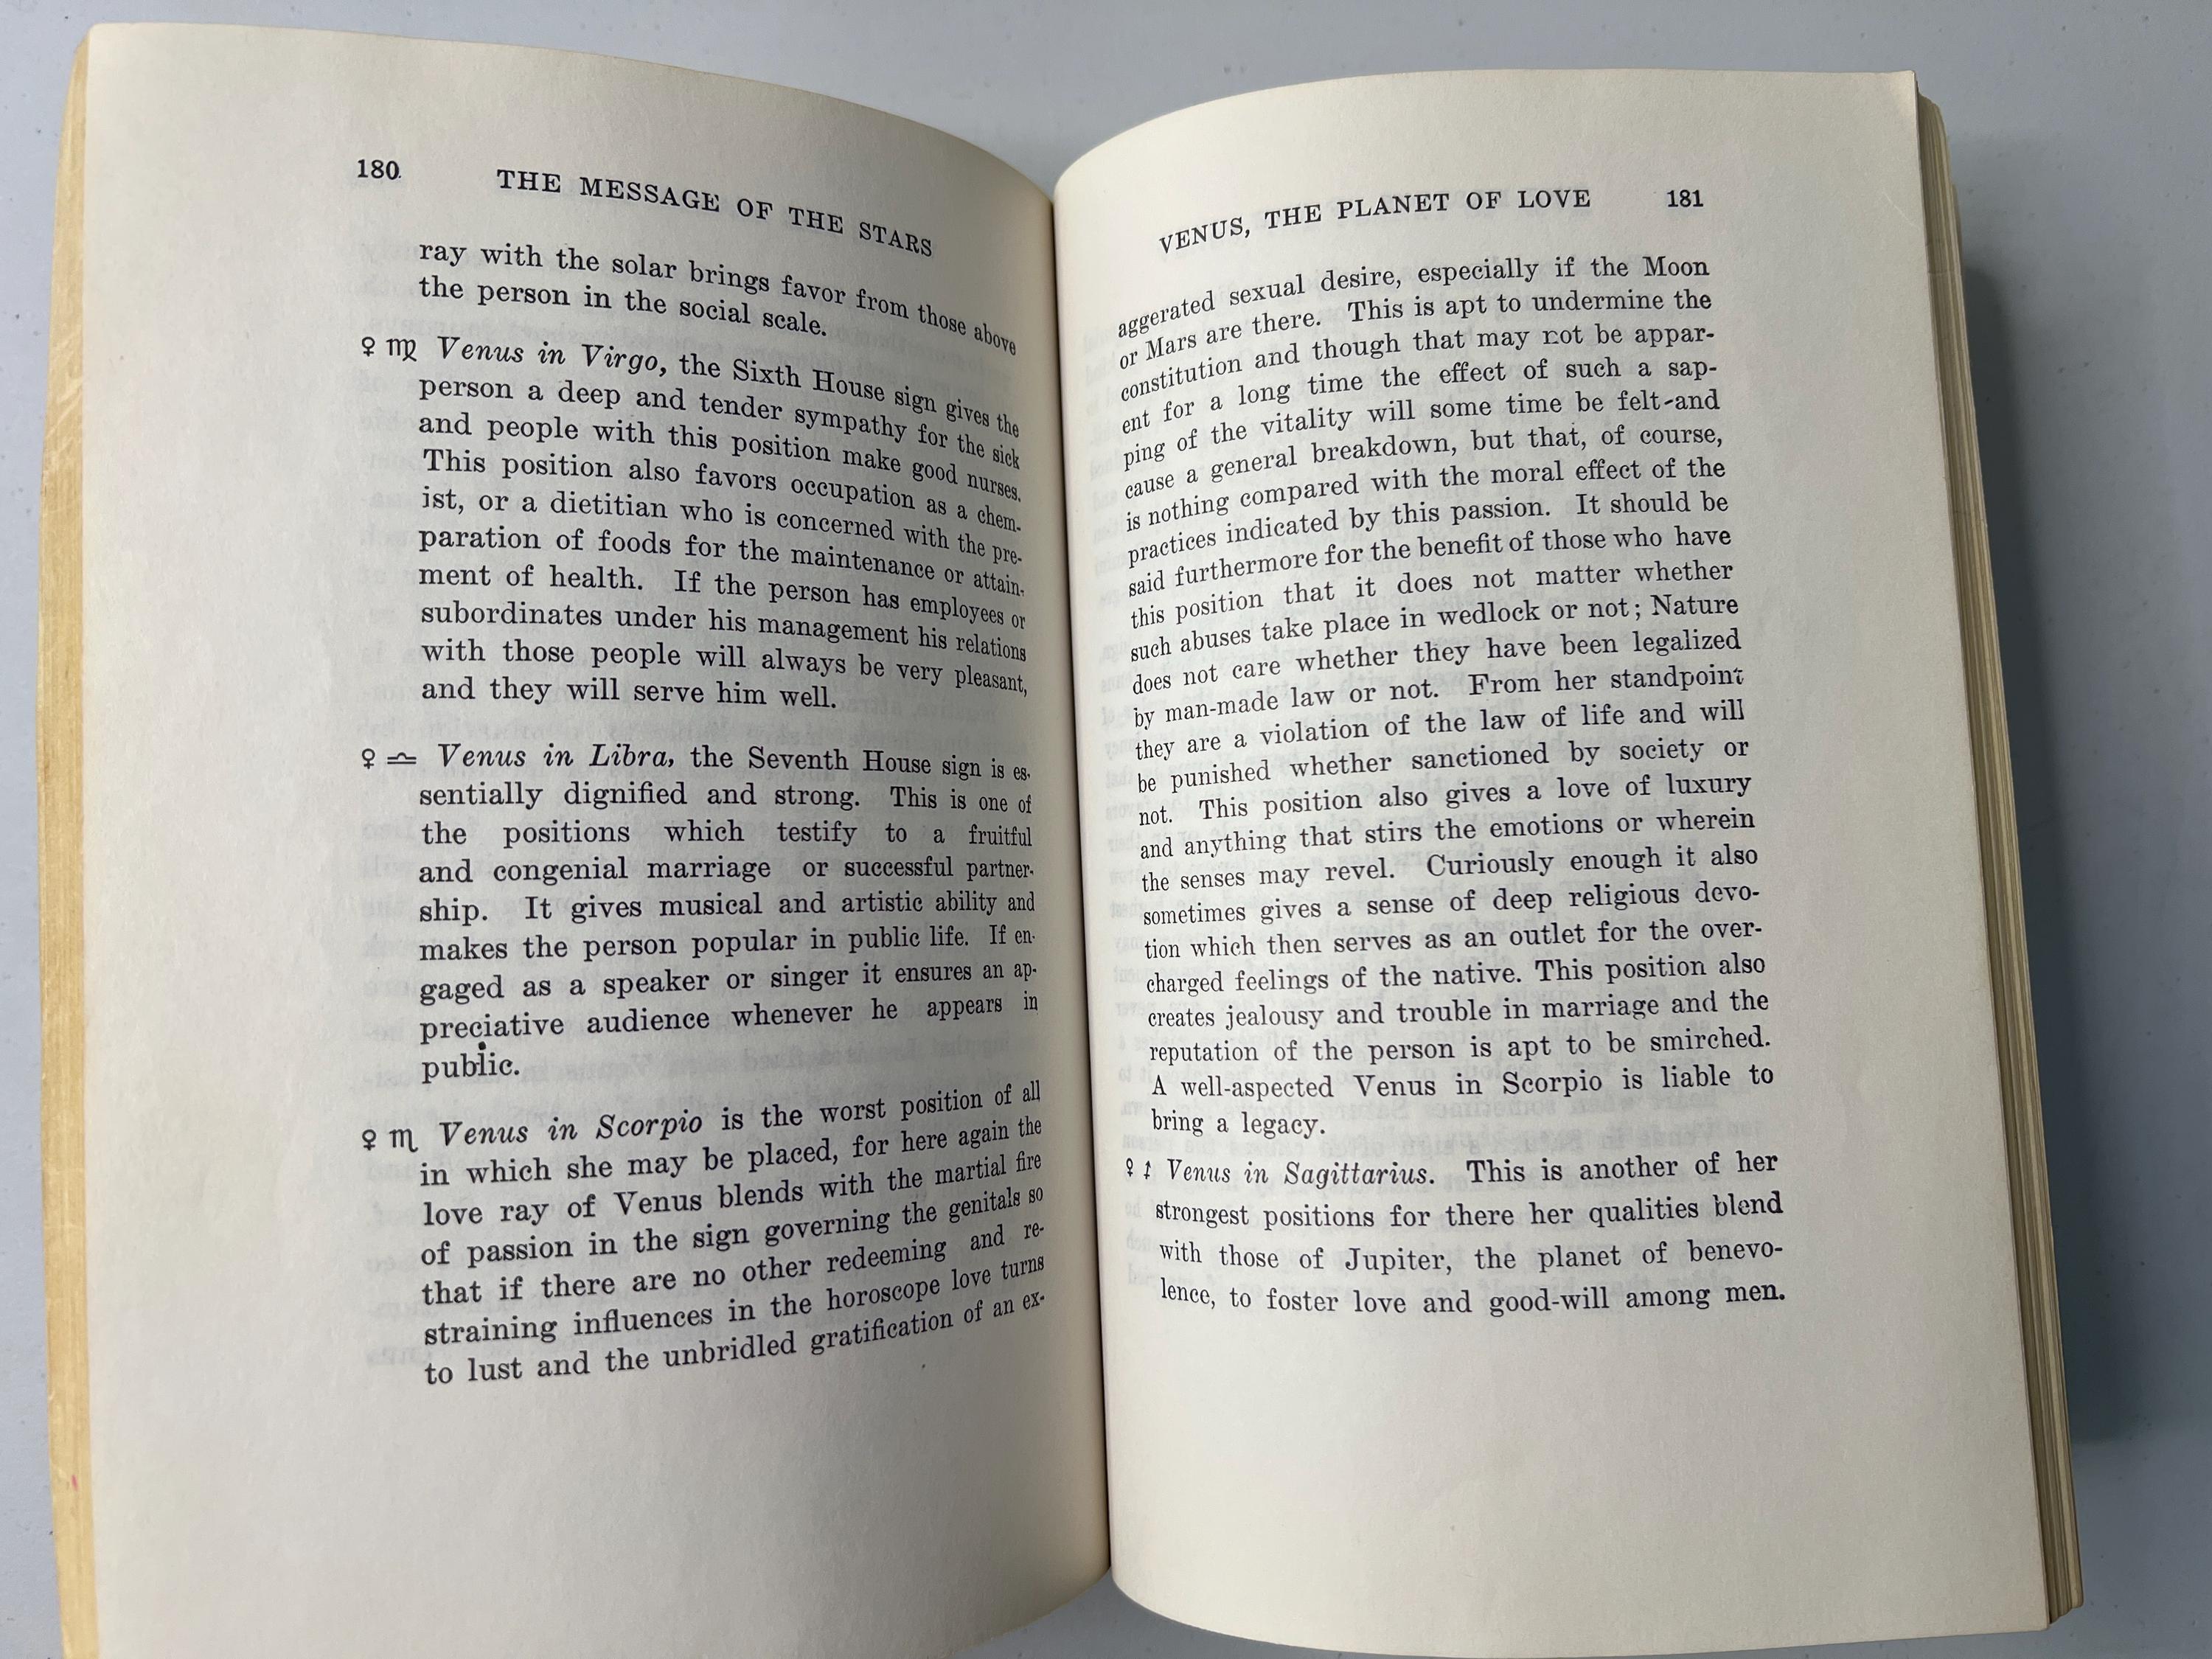 180 THE MESSAGE OF THE STARS
ray with the solar brings favor from those above
the person in the social scale.
♀ ♍ Venus in Virgo, the Sixth House sign gives the
person a deep and tender sympathy for the sick
and people with this position make good nurses.
This position also favors occupation as a chem-
ist, or a dietitian who is concerned with the pre-
paration of foods for the maintenance or attain-
ment of health. If the person has employees or
subordinates under his management his relations
with those people will always be very pleasant,
and they will serve him well.
♀ ♎ Venus in Libra, the Seventh House sign is es-
sentially dignified and strong. This is one of
the positions which testify to a fruitful
and congenial marriage or successful partner-
ship. It gives musical and artistic ability and
makes the person popular in public life. If en-
gaged as a speaker or singer it ensures an ap-
preciative audience whenever he appears in
public.
♀ ♏ Venus in Scorpio is the worst position of all
in which she may be placed, for here again the
love ray of Venus blends with the martial fire
of passion in the sign governing the genitals so
that if there are no other redeeming and re-
straining influences in the horoscope love turns
to lust and the unbridled gratification of an ex-
VENUS, THE PLANET OF LOVE 181
aggerated sexual desire, especially if the Moon
or Mars are there. This is apt to undermine the
constitution and though that may not be appar-
ent for a long time the effect of such a sap-
ping of the vitality will some time be felt-and
cause a general breakdown, but that, of course,
is nothing compared with the moral effect of the
practices indicated by this passion. It should be
said furthermore for the benefit of those who have
this position that it does not matter whether
such abuses take place in wedlock or not; Nature
does not care whether they have been legalized
by man-made law or not. From her standpoint
they are a violation of the law of life and will
be punished whether sanctioned by society or
not. This position also gives a love of luxury
and anything that stirs the emotions or wherein
the senses may revel. Curiously enough it also
sometimes gives a sense of deep religious devo-
tion which then serves as an outlet for the over-
charged feelings of the native. This position also
creates jealousy and trouble in marriage and the
reputation of the person is apt to be smirched.
A well-aspected Venus in Scorpio is liable to
bring a legacy.
♀ ♐ Venus in Sagittarius. This is another of her
strongest positions for there her qualities blend
with those of Jupiter, the planet of benevo-
lence, to foster love and good-will among men.